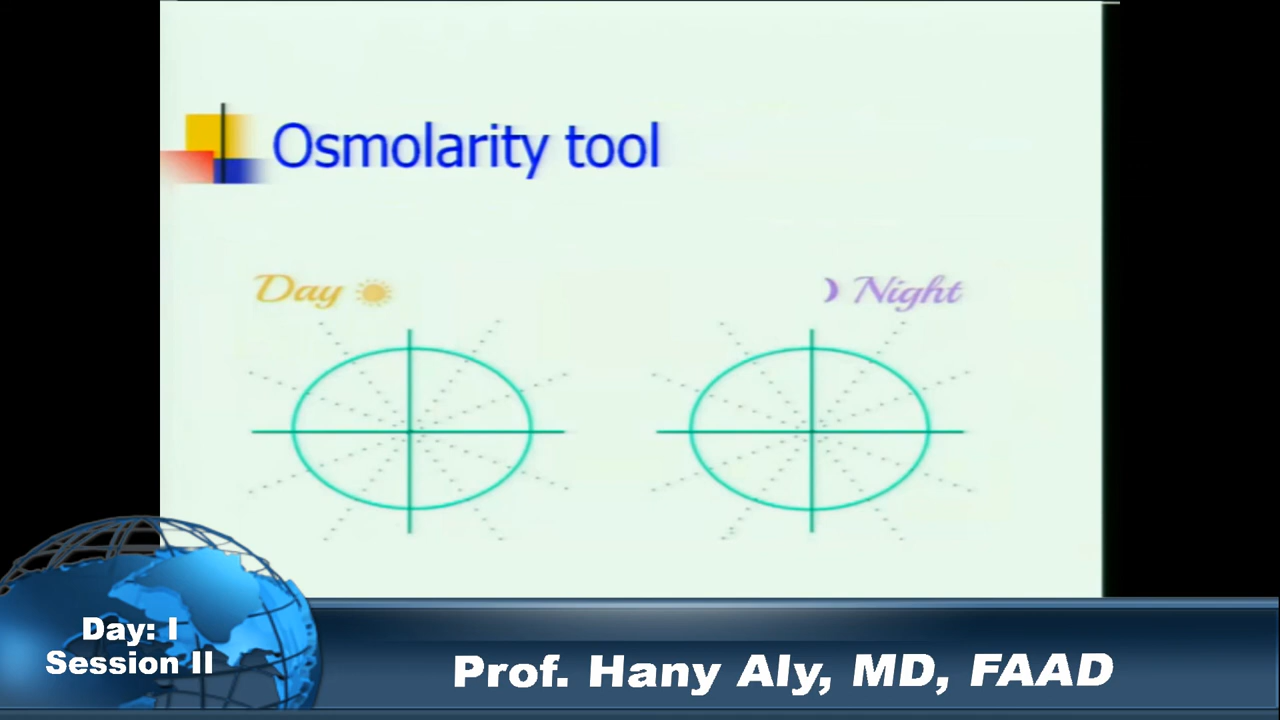 Osmolarity tool
Day
Night
Day: I
Session II
Prof. Hany Aly, MD, FAAD